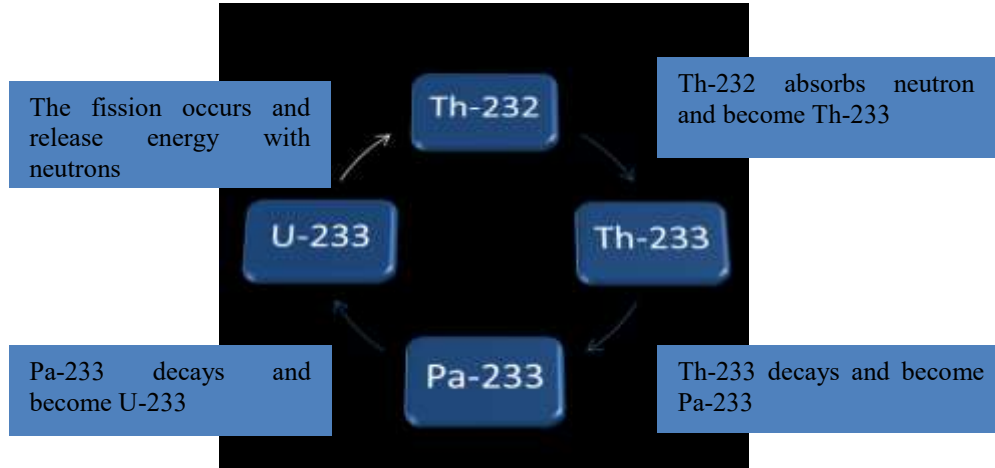 Th-232
The fission occurs and
release energy with
neutrons
Th-232 absorbs neutron
and become Th-233
U-233
Th-233
Pa-233
Pa-233 decays and
become U-233
Th-233 decays and become
Pa-233